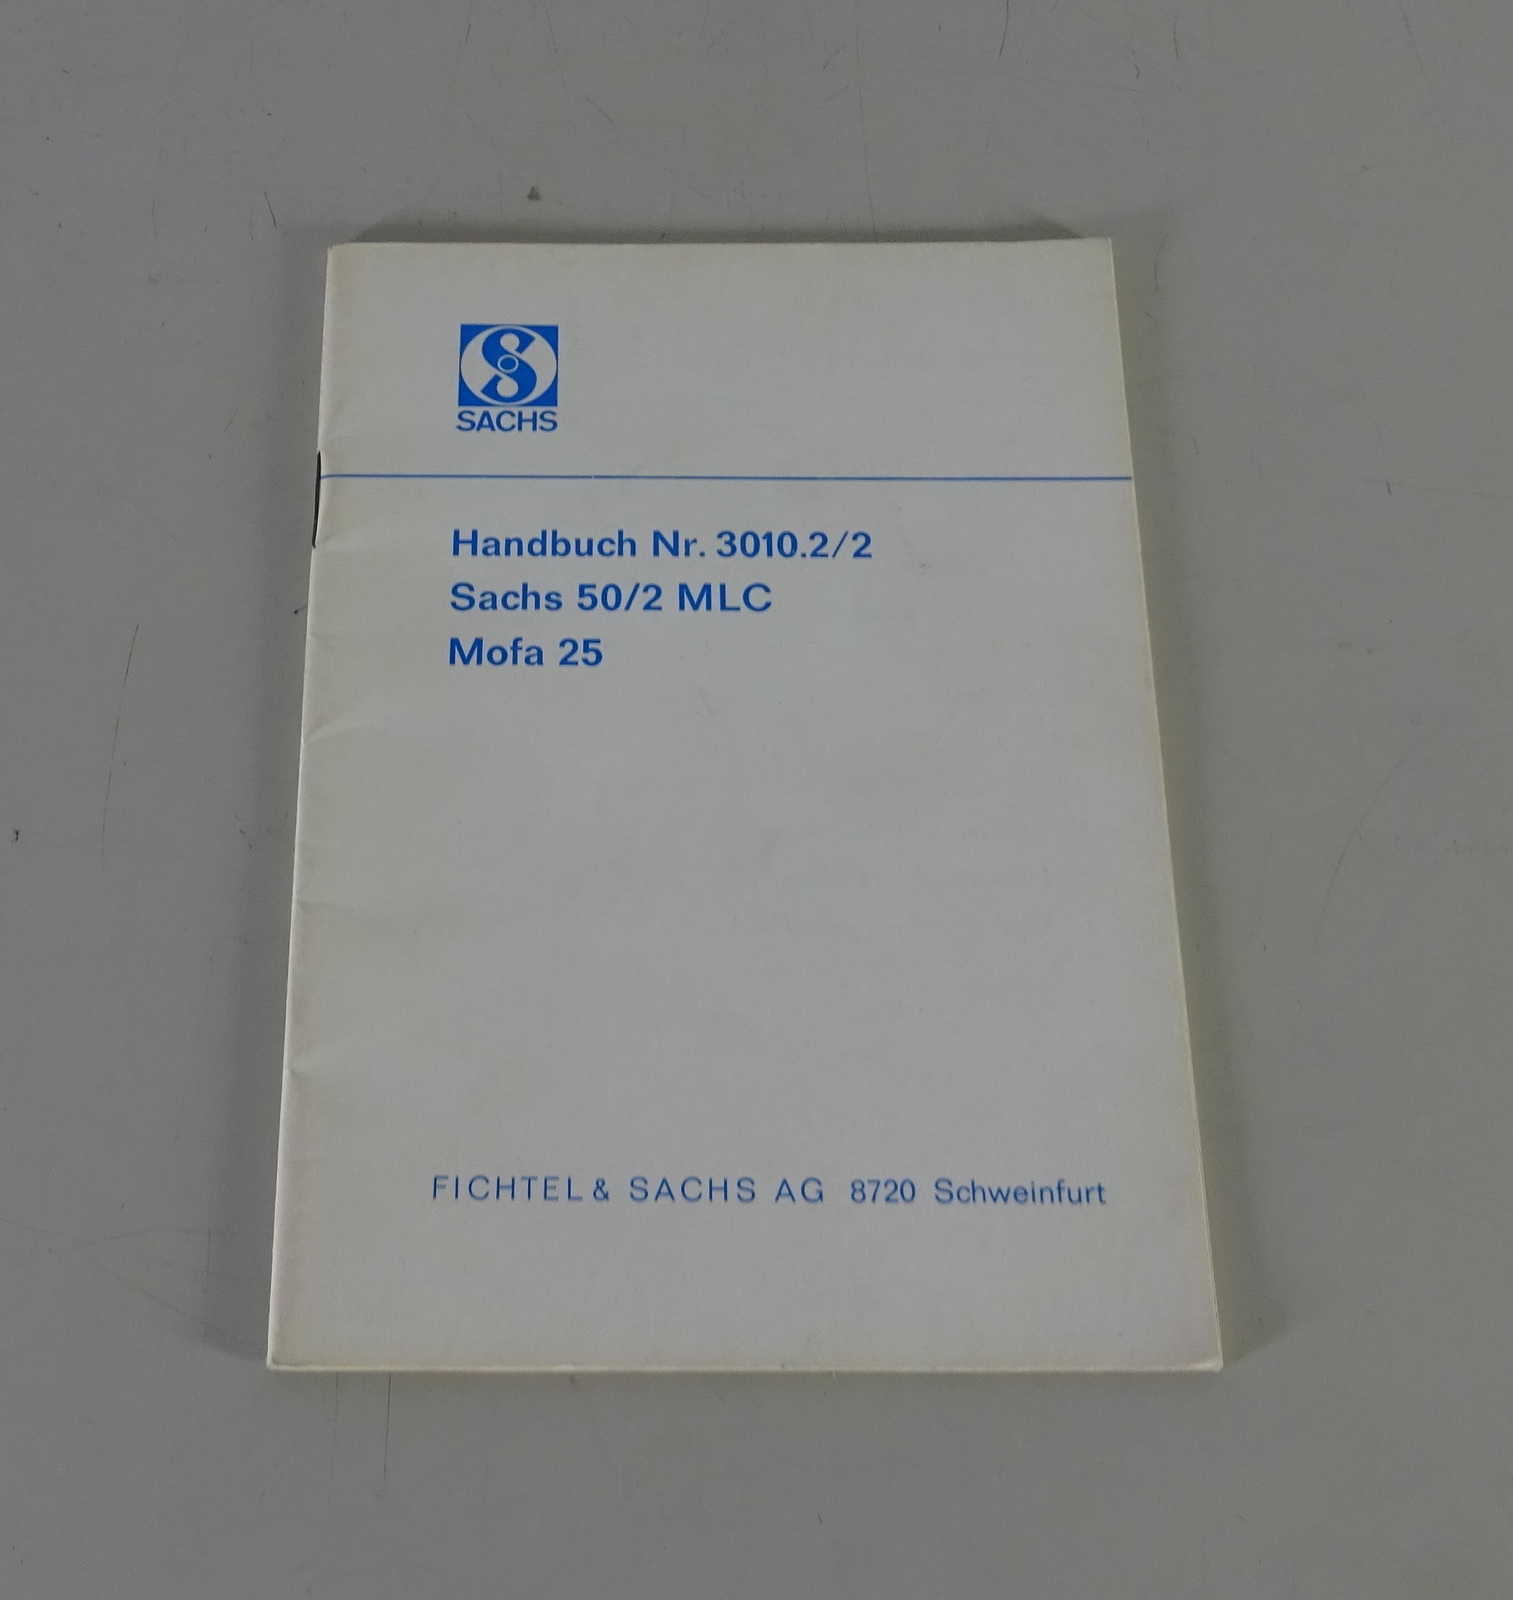 SACHS
Handbuch Nr. 3010.2/2
Sachs 50/2 MLC
Mofa 25
FICHTEL & SACHS AG 8720 Schweinfurt